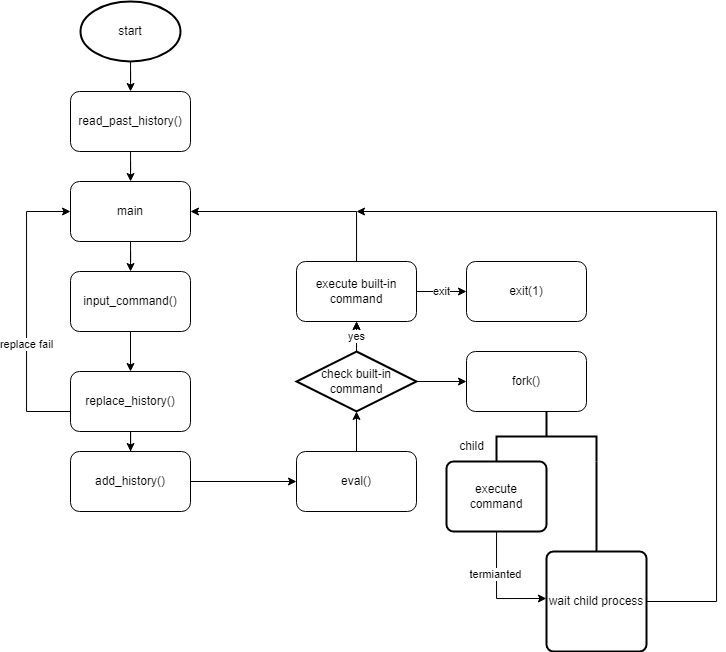 start
read_past_history()
main
input_command()
replace fail
replace_history()
add_history()
execute built-in
command
exit
exit(1)
yes
check built-in
command
fork()
eval()
child
execute
command
termianted
wait child process